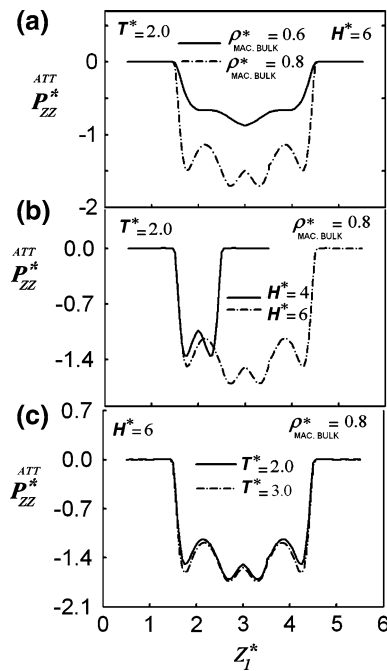 (a)
T*=2.0
ρ* = 0.6
MAC. BULK
ρ* = 0.8
MAC. BULK
H*=6
ATT
P*
ZZ
0
-1
-2
(b)
T*=2.0
ρ* 0.8
MAC. BULK
H*=4
H*=6
ATT
P*
ZZ
0.0
-0.7
-1.4
(c)
0.7
H*=6
ρ* 0.8
MAC. BULK
T*=2.0
T*=3.0
ATT
P*
ZZ
0.0
-0.7
-1.4
-2.1
0 1 2 3 4 5 6
Z1*